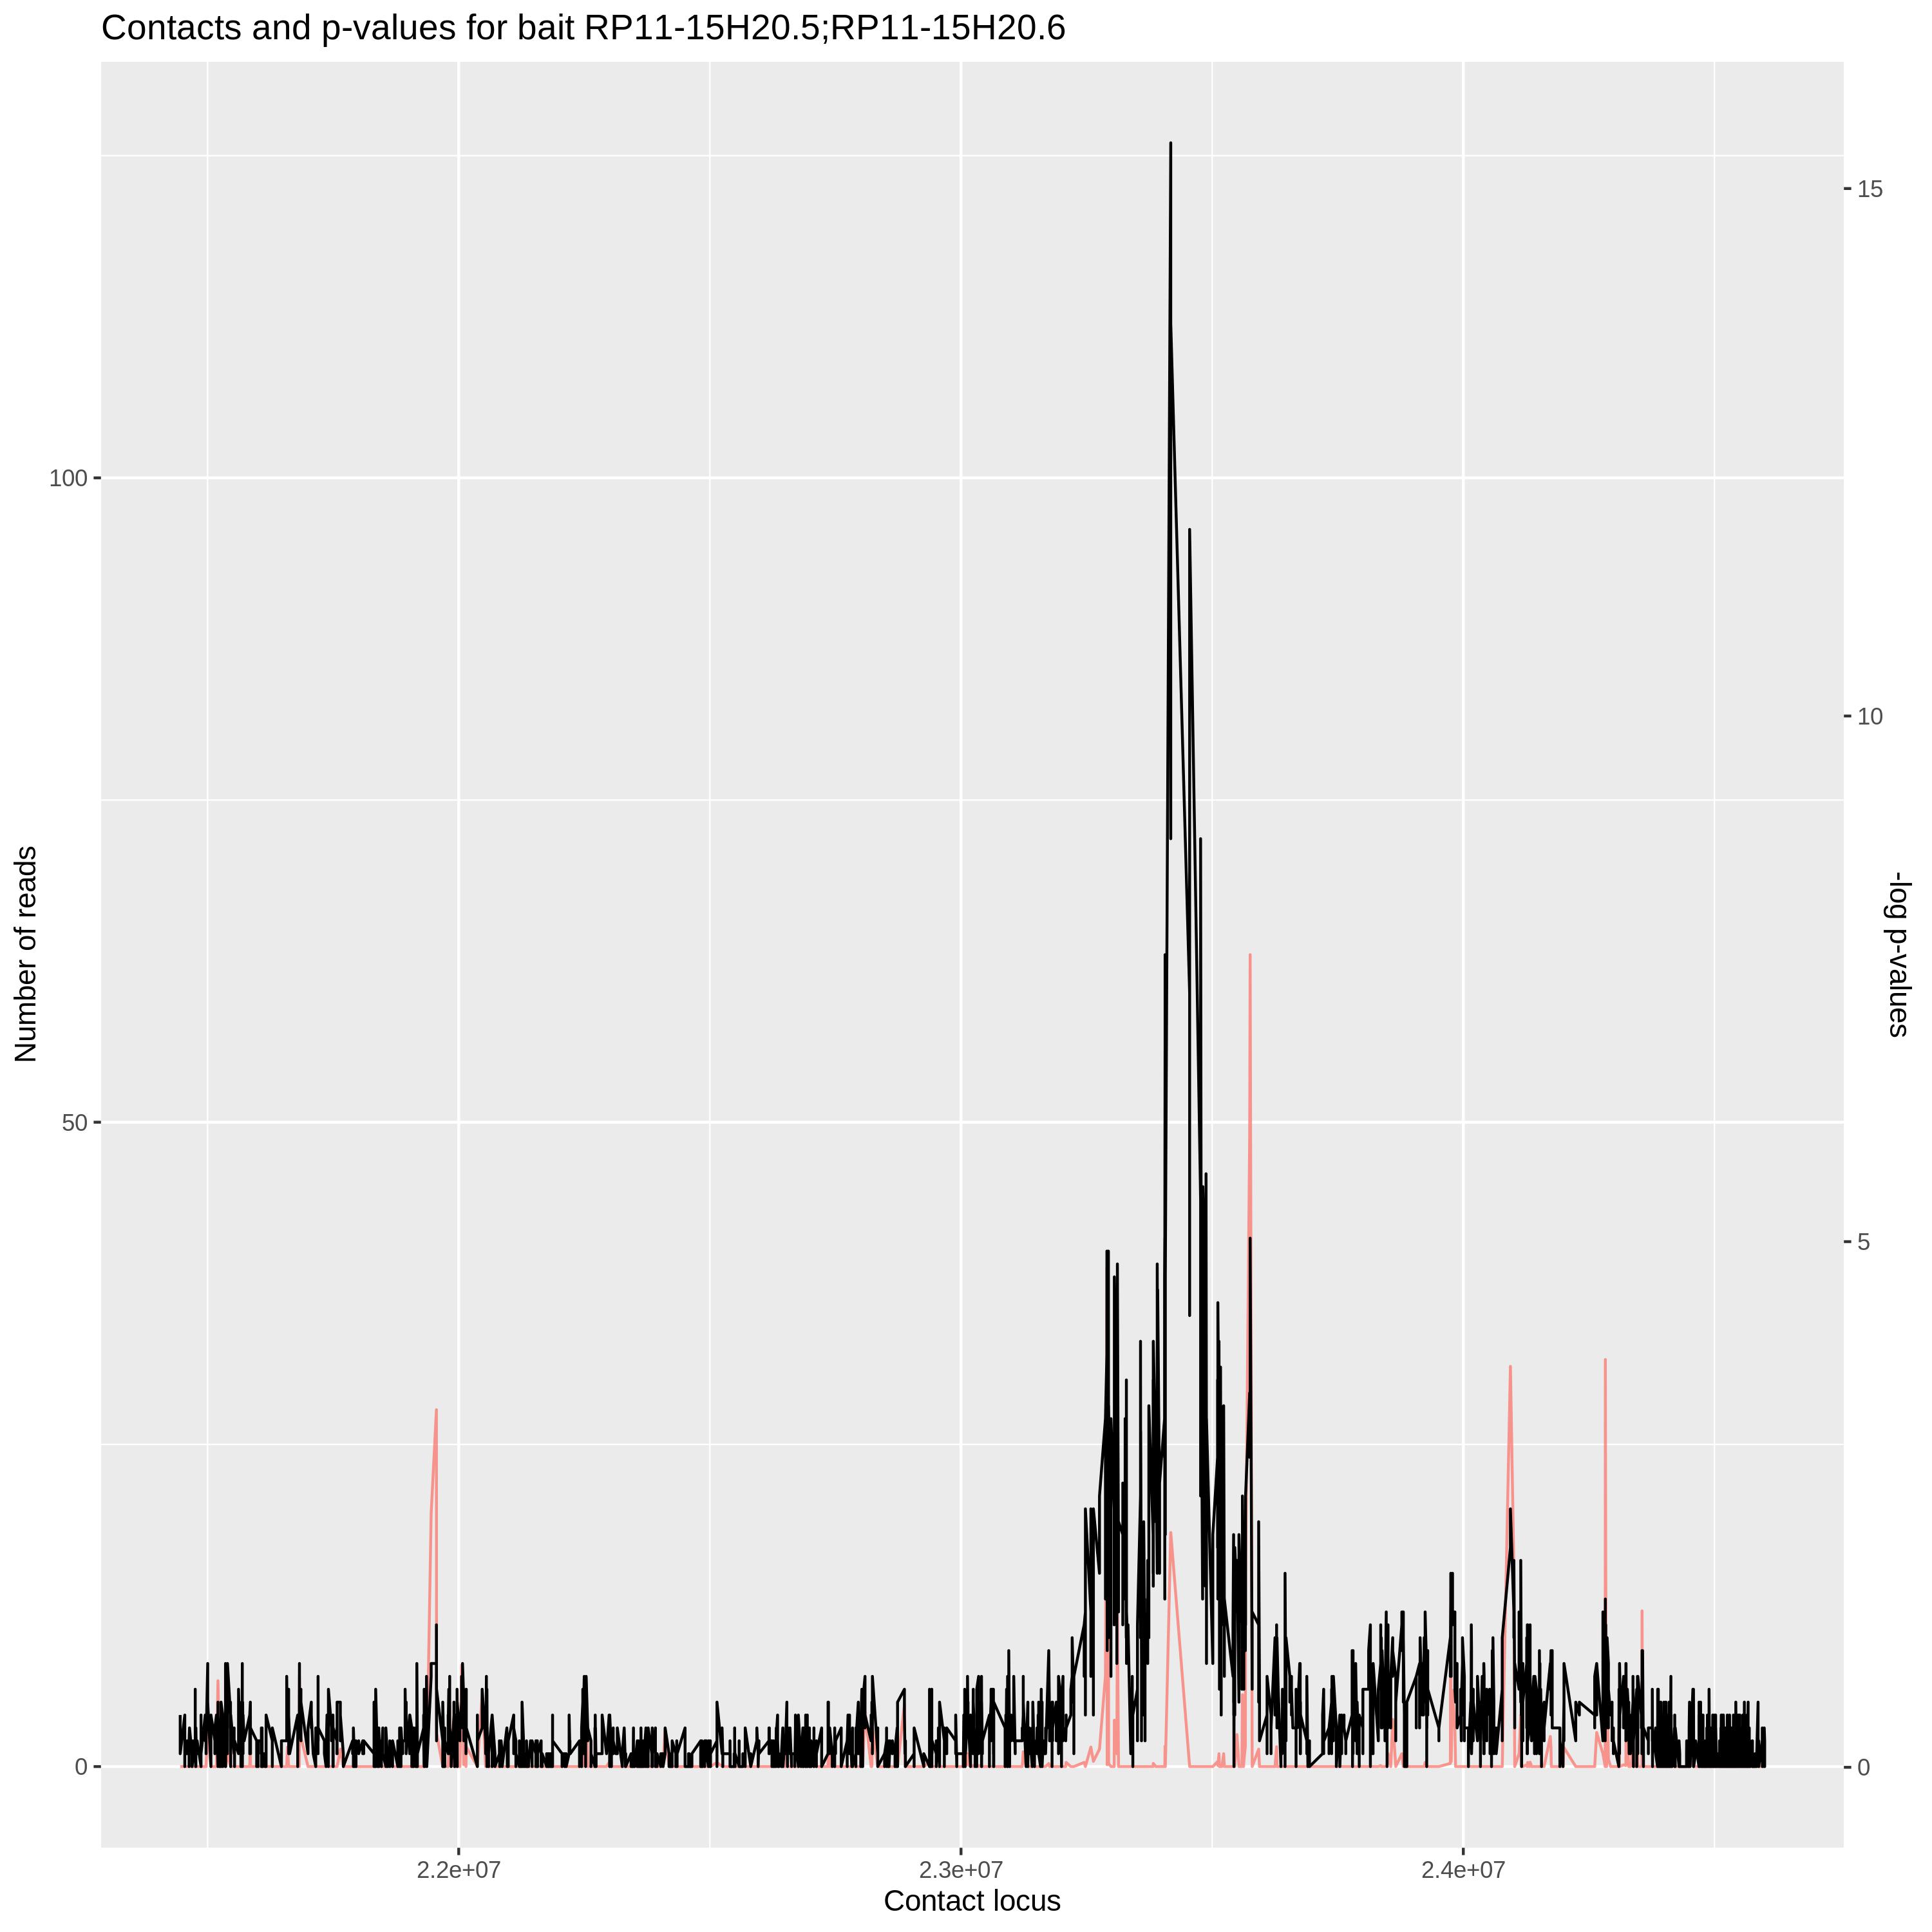 Contacts and p-values for bait RP11-15H20.5;RP11-15H20.6
15
100
10
Number of reads
-log p-values
50
5
0
0
2.2e+07
2.3e+07
2.4e+07
Contact locus